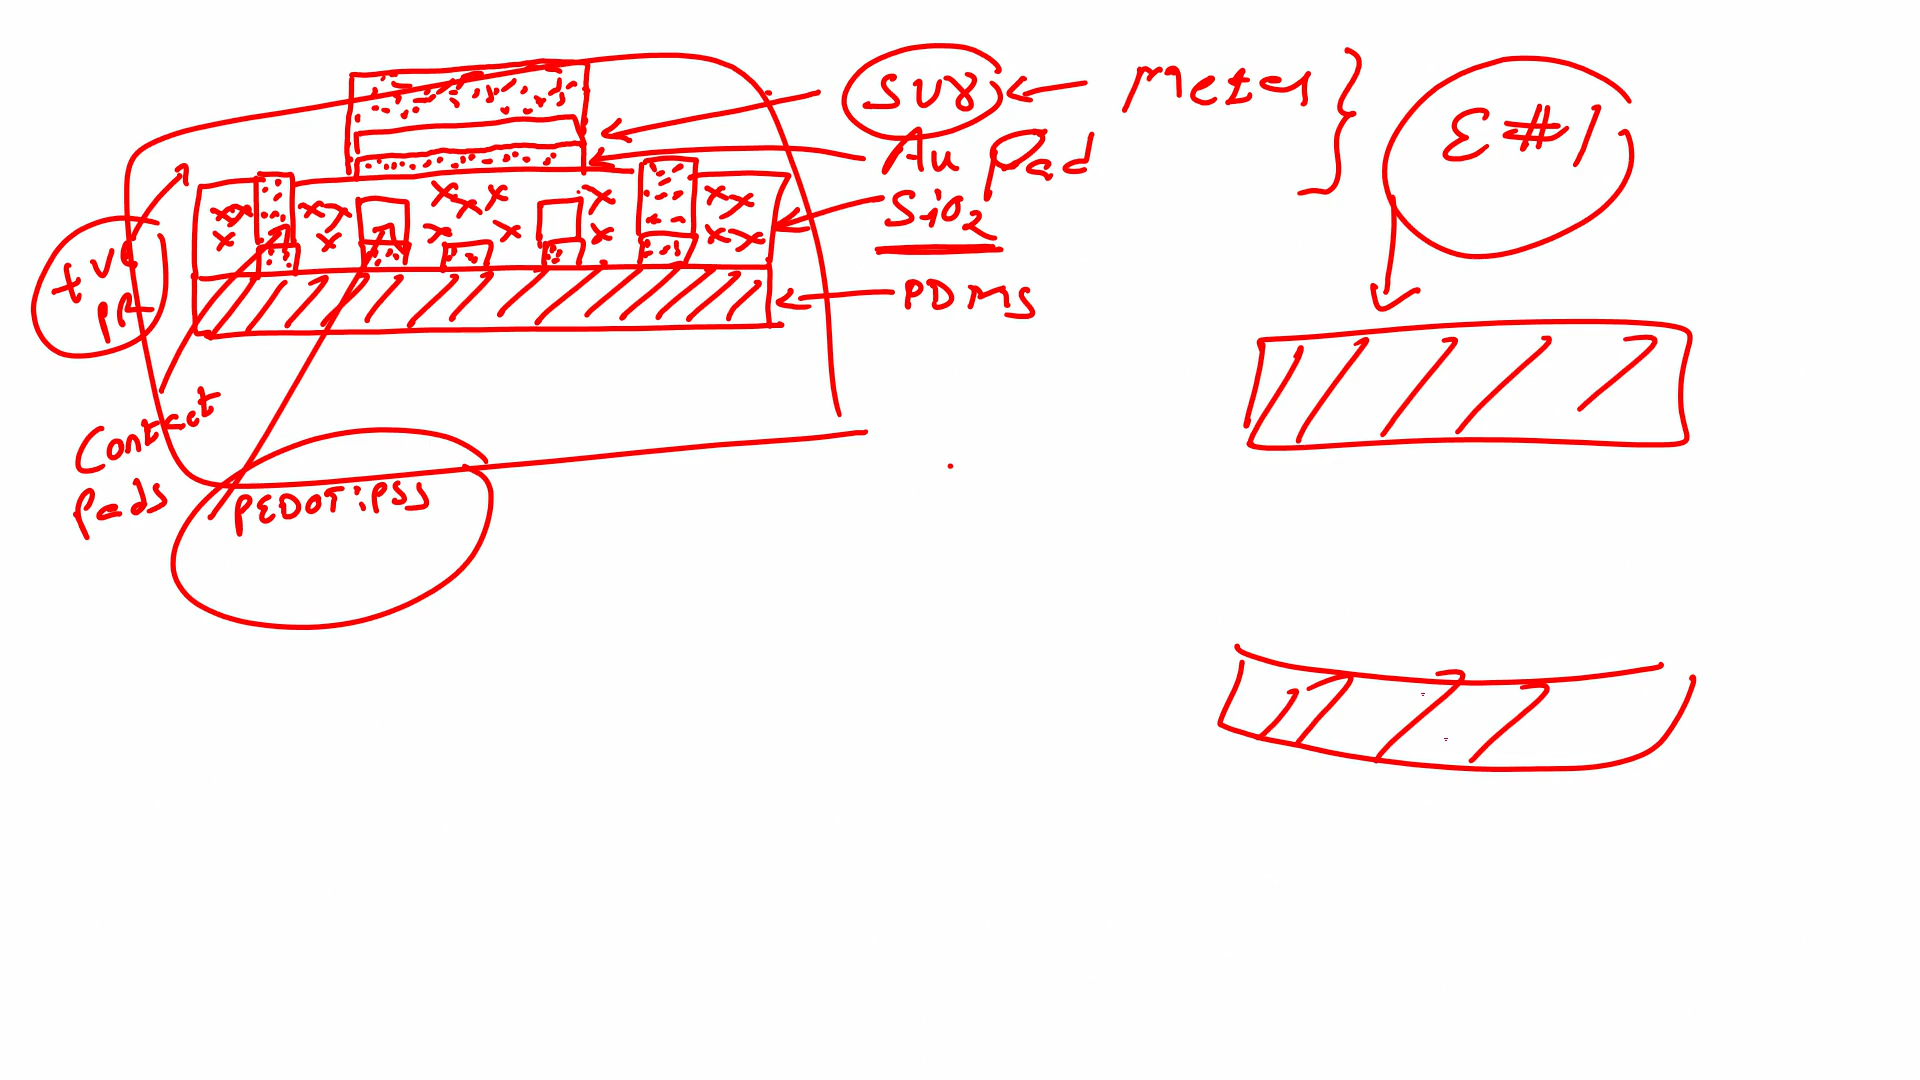 SU8 ← Metal
Au Pad
SiO2
PDMS
E#1
+ve
PR
Contact
Pads
PEDOT:PSS